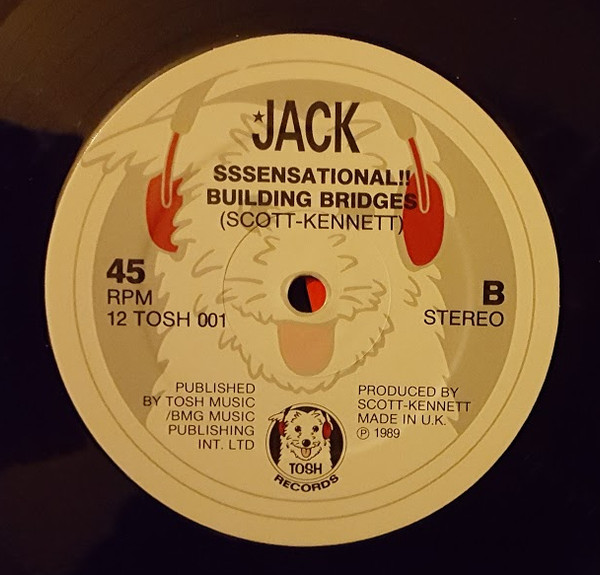 *JACK
SSSENSATIONAL!!
BUILDING BRIDGES
(SCOTT-KENNETT)
45
RPM
12 TOSH 001
B
STEREO
PUBLISHED
BY TOSH MUSIC
/BMG MUSIC
PUBLISHING
INT. LTD
PRODUCED BY
SCOTT-KENNETT
MADE IN U.K.
℗ 1989
TOSH
RECORDS